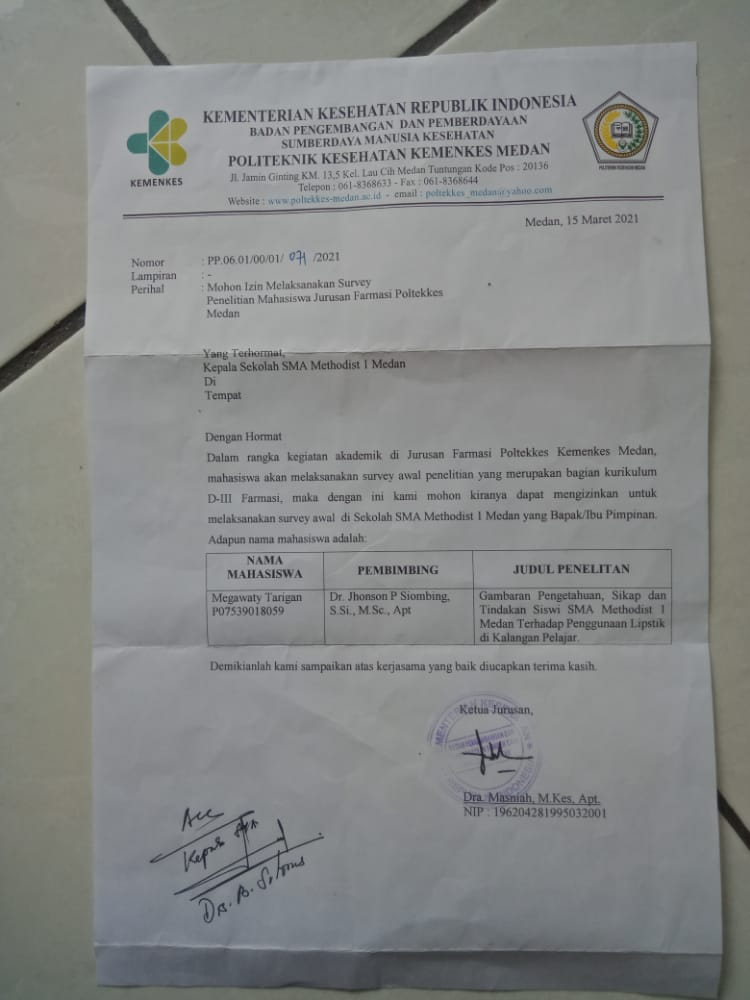 KEMENTERIAN KESEHATAN REPUBLIK INDONESIA
BADAN PENGEMBANGAN DAN PEMBERDAYAAN
SUMBERDAYA MANUSIA KESEHATAN
POLITEKNIK KESEHATAN KEMENKES MEDAN
Jl. Jamin Ginting KM. 13,5 Kel. Lau Cih Medan Tuntungan Kode Pos : 20136
Telepon : 061-8368633 - Fax : 061-8368644
Website : www.poltekkes-medan.ac.id - email : poltekkes_medan@yahoo.com
KEMENKES
POLITEKNIK KESEHATAN MEDAN
Medan, 15 Maret 2021
Nomor : PP.06.01/00/01/ 071 /2021
Lampiran : -
Perihal : Mohon Izin Melaksanakan Survey
Penelitian Mahasiswa Jurusan Farmasi Poltekkes
Medan
Yang Terhormat,
Kepala Sekolah SMA Methodist 1 Medan
Di
Tempat
Dengan Hormat
Dalam rangka kegiatan akademik di Jurusan Farmasi Poltekkes Kemenkes Medan,
mahasiswa akan melaksanakan survey awal penelitian yang merupakan bagian kurikulum
D-III Farmasi, maka dengan ini kami mohon kiranya dapat mengizinkan untuk
melaksanakan survey awal di Sekolah SMA Methodist 1 Medan yang Bapak/Ibu Pimpinan.
Adapun nama mahasiswa adalah:
NAMA MAHASISWA PEMBIMBING JUDUL PENELITIAN
Megawaty Tarigan Dr. Jhonson P Siombing, Gambaran Pengetahuan, Sikap dan
P07539018059 S.Si., M.Sc., Apt Tindakan Siswi SMA Methodist 1
Medan Terhadap Penggunaan Lipstik
di Kalangan Pelajar.
Demikianlah kami sampaikan atas kerjasama yang baik diucapkan terima kasih.
Ketua Jurusan,
Dra. Masniah, M.Kes, Apt.
NIP : 196204281995032001
Acc
Kepala
Drs. A.